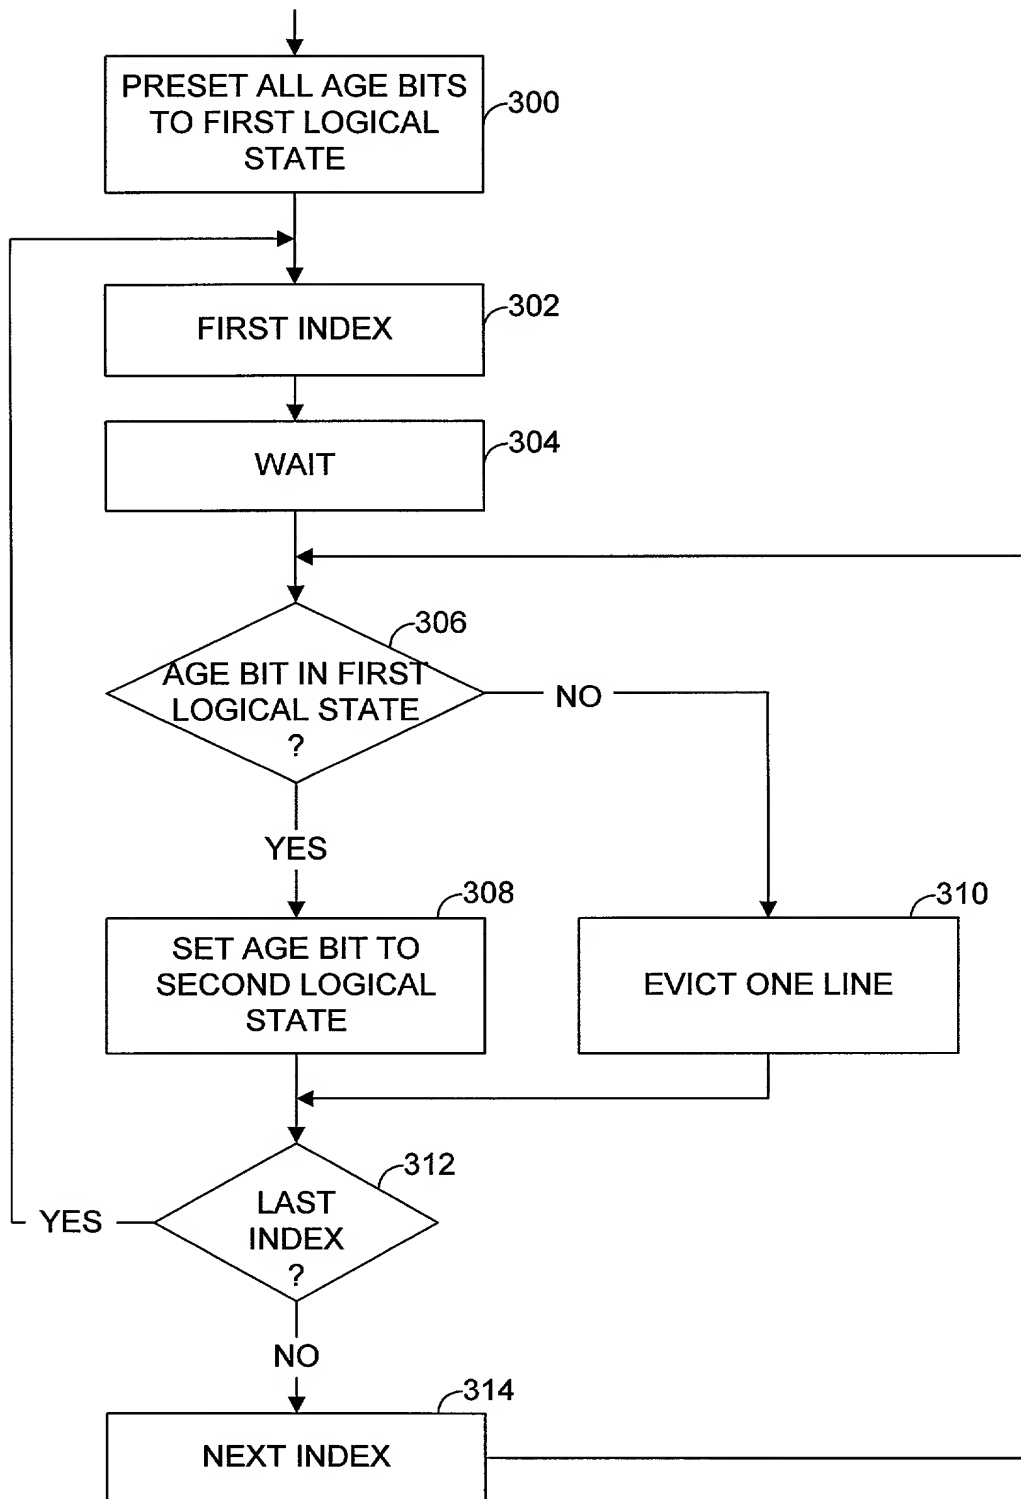 PRESET ALL AGE BITS
TO FIRST LOGICAL
STATE
300
FIRST INDEX
302
WAIT
304
306
AGE BIT IN FIRST
LOGICAL STATE
?
NO
YES
308
SET AGE BIT TO
SECOND LOGICAL
STATE
310
EVICT ONE LINE
312
LAST
INDEX
?
YES
NO
314
NEXT INDEX